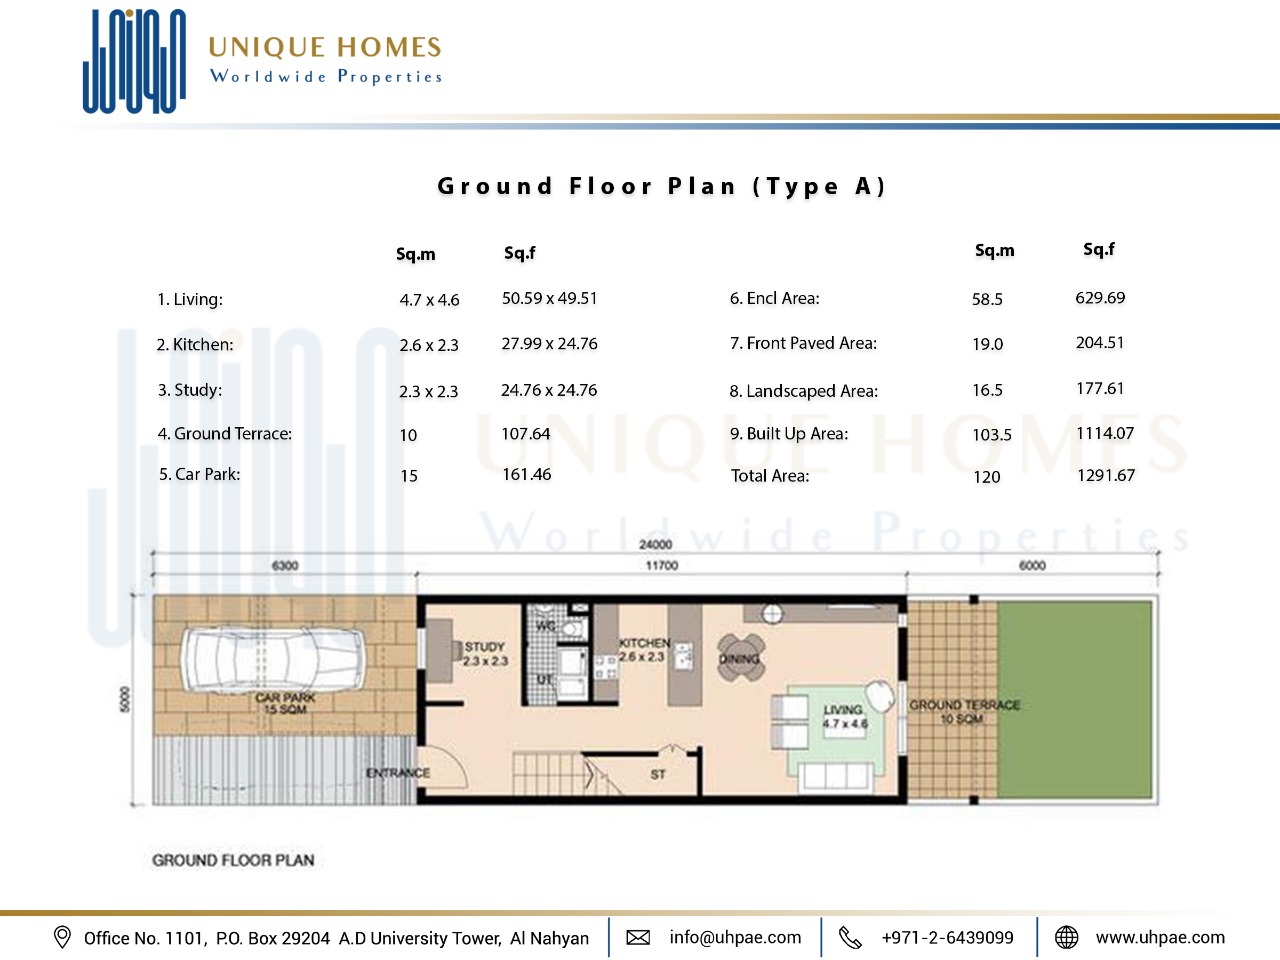 UNIQUE HOMES
Worldwide Properties
Ground Floor Plan (Type A)
Sq.m Sq.f
1. Living: 4.7 x 4.6 50.59 x 49.51
2. Kitchen: 2.6 x 2.3 27.99 x 24.76
3. Study: 2.3 x 2.3 24.76 x 24.76
4. Ground Terrace: 10 107.64
5. Car Park: 15 161.46
Sq.m Sq.f
6. Encl Area: 58.5 629.69
7. Front Paved Area: 19.0 204.51
8. Landscaped Area: 16.5 177.61
9. Built Up Area: 103.5 1114.07
Total Area: 120 1291.67
UNIQUE HOMES
Worldwide Properties
24000
6300 11700 6000
5000
CAR PARK
15 SQM
ENTRANCE
STUDY
2.3 x 2.3
WC
UT
KITCHEN
2.6 x 2.3
DINING
LIVING
4.7 x 4.6
ST
GROUND TERRACE
10 SQM
GROUND FLOOR PLAN
Office No. 1101, P.O. Box 29204 A.D University Tower, Al Nahyan
info@uhpae.com
+971-2-6439099
www.uhpae.com